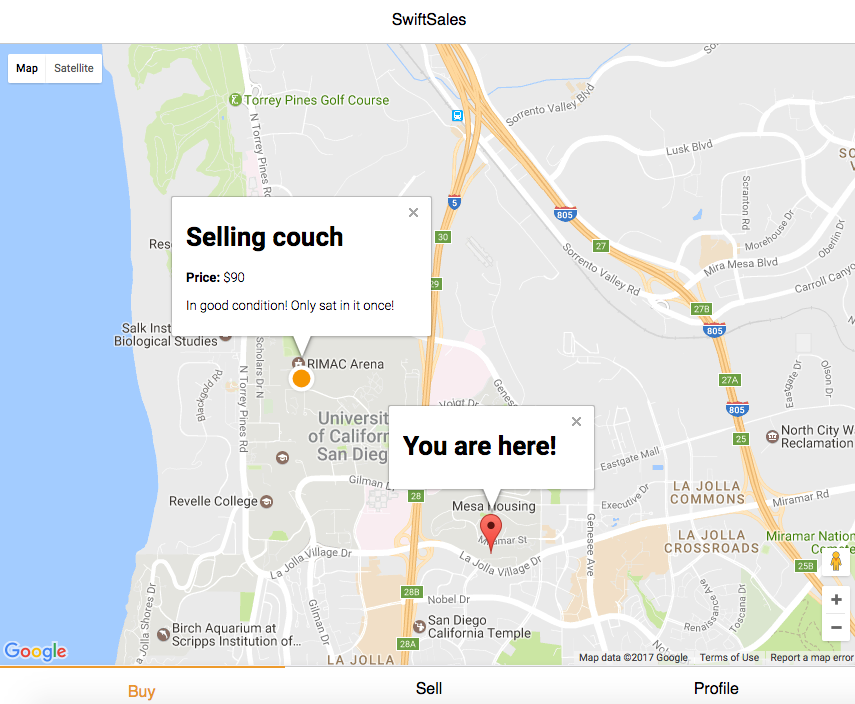 SwiftSales
Map
Satellite
Torrey Pines Golf Course
N Torrey Pines Rd
Sorrento Valley Blvd
Lusk Blvd
Scranton Rd
Morehouse Dr
Oberlin Dr
Mira Mesa Blvd
Carroll Canyo
Sorrento Valley Rd
5
805
30
27
29
27B
805
27A
805
25
Selling couch
Price: $90
In good condition! Only sat in it once!
Res
Salk Inst
Biological Studies
RIMAC Arena
Scholars Dr N
N Torrey Pines Rd
Blackgold Rd
Universit
of Californ
San Dieg
Voigt Dr
Genes
You are here!
Eastgate Mall
Eastgate Dr
Olson Dr
North City W
Reclamation
Gilman D
28
Revelle College
Mesa Housing
Miramar St
La Jolla Village Dr
La Jolla Village Dr
Executive Dr
Genesee Ave
LA JOLLA
COMMONS
Miramar Rd
LA JOLLA
CROSSROADS
Miramar Nation
Cemete
25B
Renaissance Ave
Toscana Dr
28B
Nobel Dr
San Diego
California Temple
28A
Gilman Dr
La Jolla Shores Dr
Birch Aquarium at
Scripps Institution of...
LA JOLLA
Google
Map data ©2017 Google
Terms of Use
Report a map error
+
−
Buy
Sell
Profile